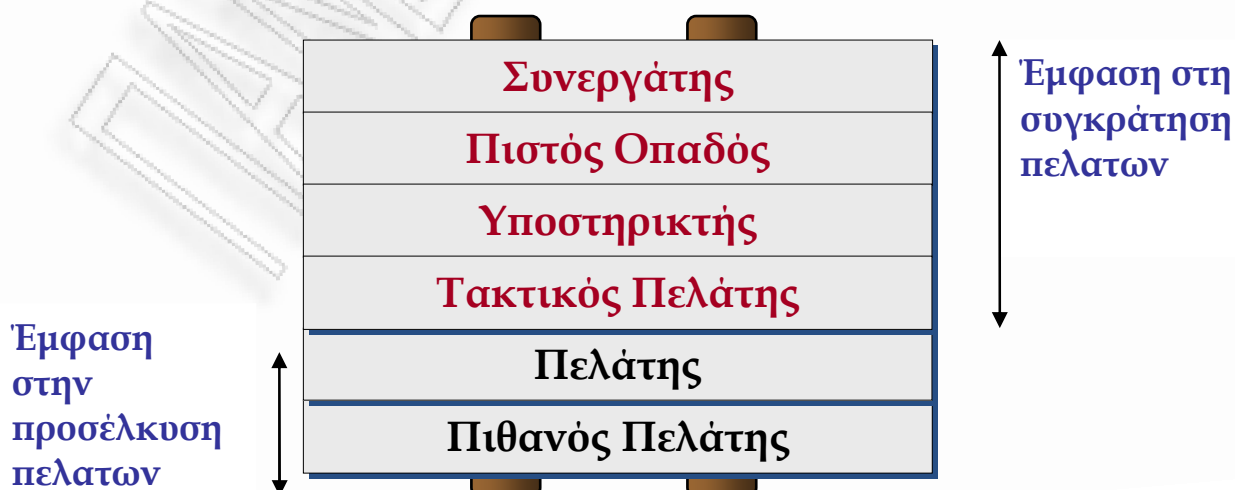 Συνεργάτης
Πιστός Οπαδός
Υποστηρικτής
Τακτικός Πελάτης
Πελάτης
Πιθανός Πελάτης
Έμφαση στη
συγκράτηση
πελατων
Έμφαση
στην
προσέλκυση
πελατων